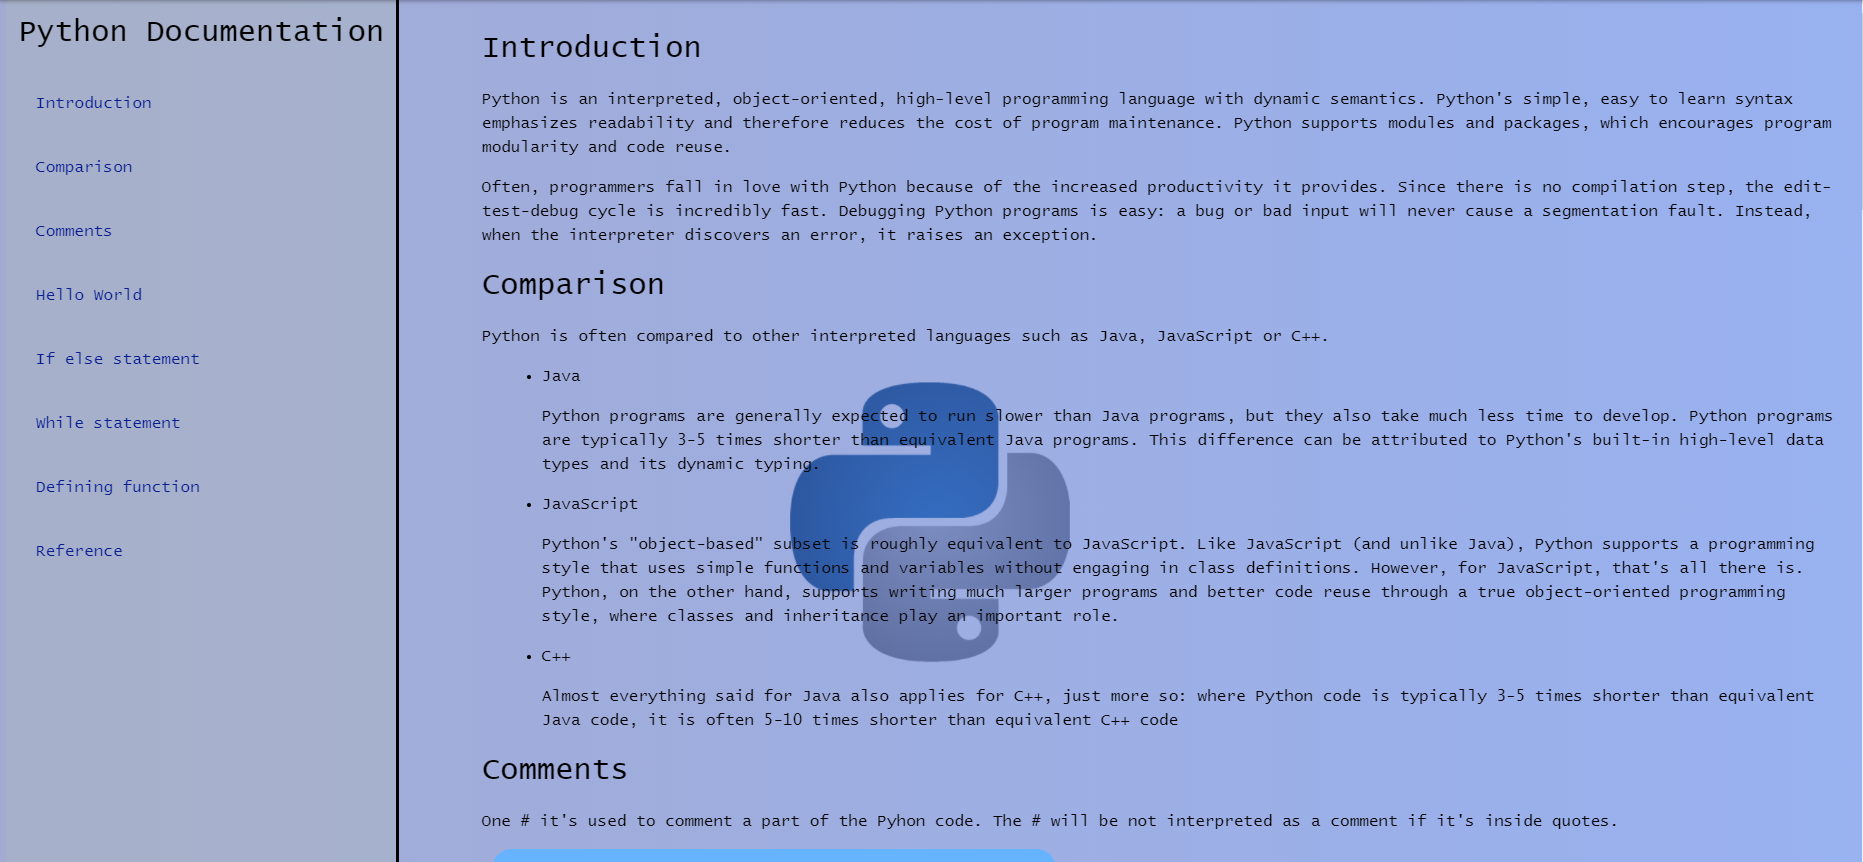 Python Documentation
Introduction
Comparison
Comments
Hello World
If else statement
While statement
Defining function
Reference
Introduction
Python is an interpreted, object-oriented, high-level programming language with dynamic semantics. Python's simple, easy to learn syntax
emphasizes readability and therefore reduces the cost of program maintenance. Python supports modules and packages, which encourages program
modularity and code reuse.
Often, programmers fall in love with Python because of the increased productivity it provides. Since there is no compilation step, the edit-
test-debug cycle is incredibly fast. Debugging Python programs is easy: a bug or bad input will never cause a segmentation fault. Instead,
when the interpreter discovers an error, it raises an exception.
Comparison
Python is often compared to other interpreted languages such as Java, JavaScript or C++.
• Java
Python programs are generally expected to run slower than Java programs, but they also take much less time to develop. Python programs
are typically 3-5 times shorter than equivalent Java programs. This difference can be attributed to Python's built-in high-level data
types and its dynamic typing.
• JavaScript
Python's "object-based" subset is roughly equivalent to JavaScript. Like JavaScript (and unlike Java), Python supports a programming
style that uses simple functions and variables without engaging in class definitions. However, for JavaScript, that's all there is.
Python, on the other hand, supports writing much larger programs and better code reuse through a true object-oriented programming
style, where classes and inheritance play an important role.
• C++
Almost everything said for Java also applies for C++, just more so: where Python code is typically 3-5 times shorter than equivalent
Java code, it is often 5-10 times shorter than equivalent C++ code
Comments
One # it's used to comment a part of the Pyhon code. The # will be not interpreted as a comment if it's inside quotes.